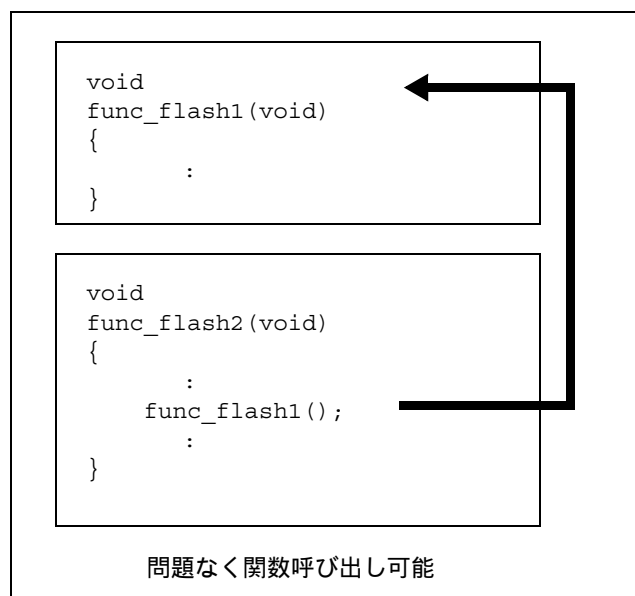 void
func_flash1(void)
{
:
}
void
func_flash2(void)
{
:
func_flash1();
:
}
問題なく関数呼び出し可能